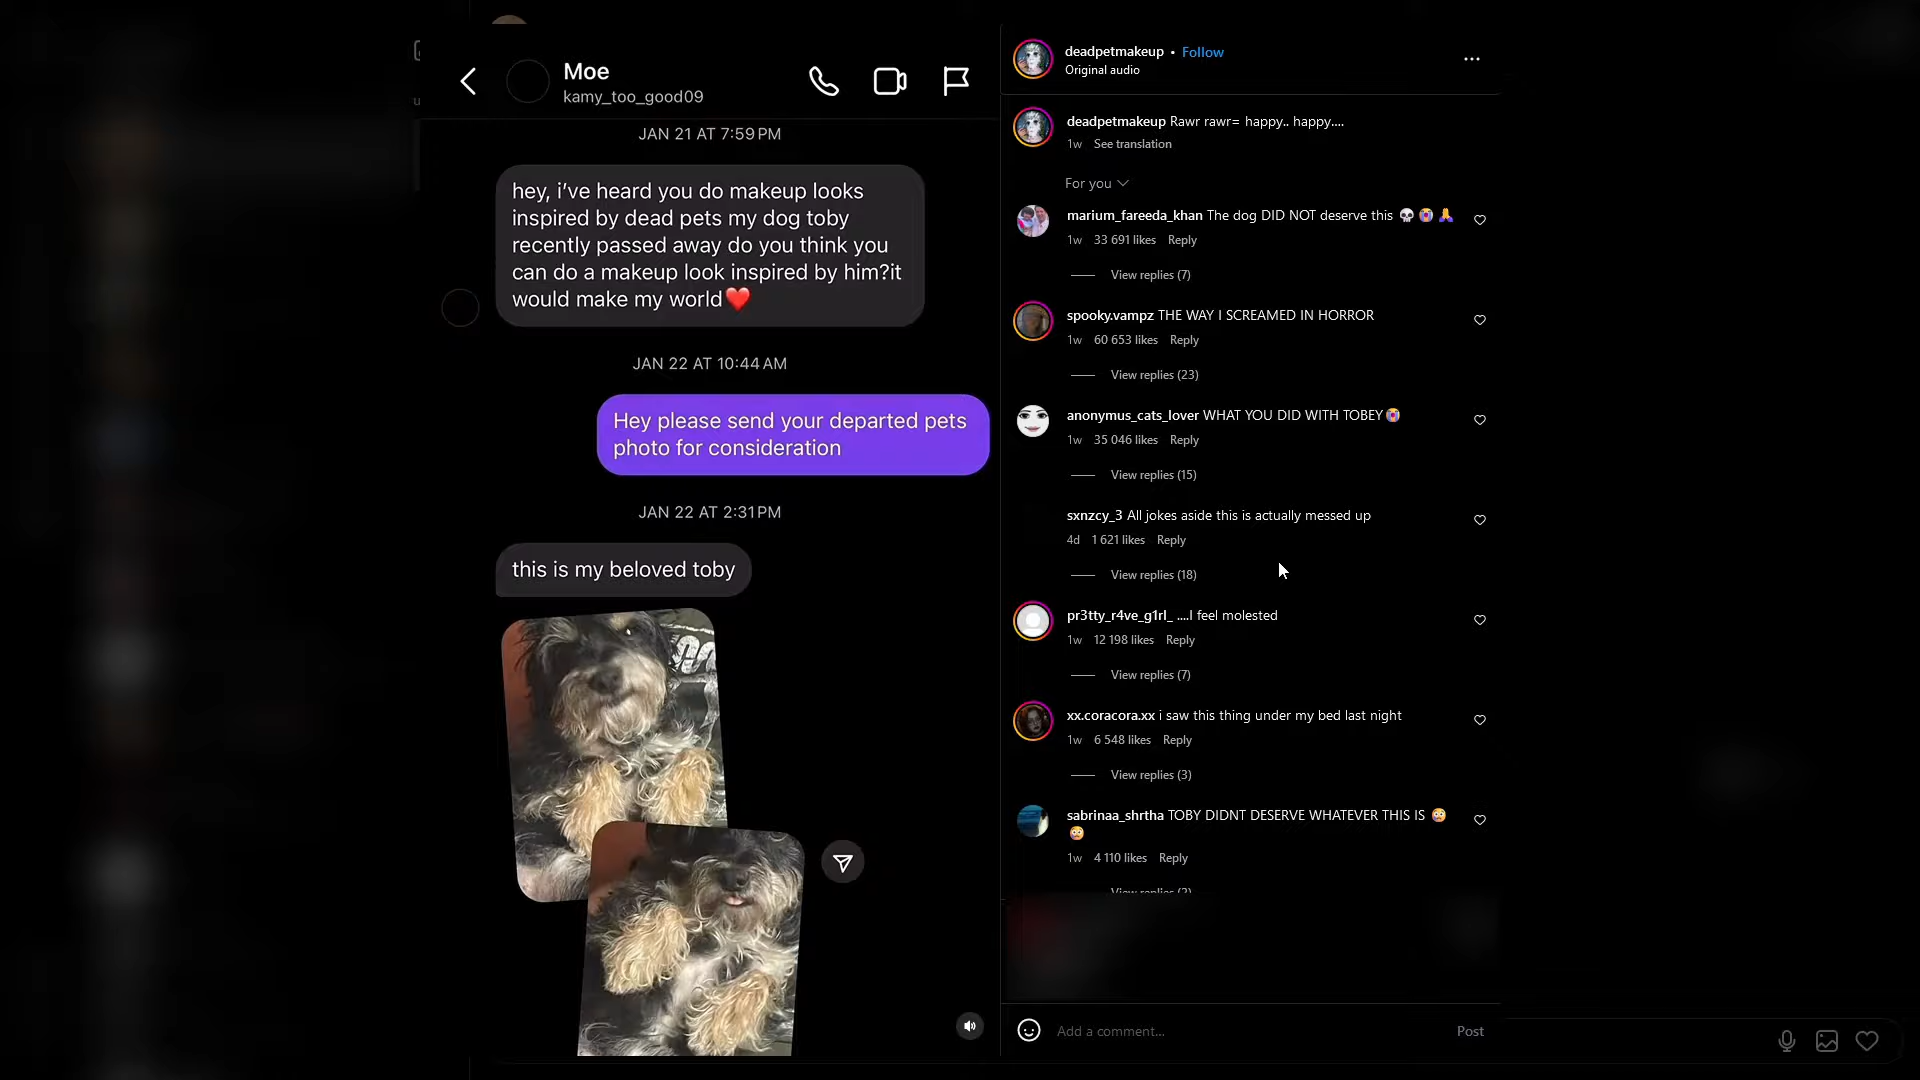 Moe
kamy_too_good09
JAN 21 AT 7:59 PM
hey, i've heard you do makeup looks
inspired by dead pets my dog toby
recently passed away do you think you
can do a makeup look inspired by him?it
would make my world❤️
JAN 22 AT 10:44 AM
Hey please send your departed pets
photo for consideration
JAN 22 AT 2:31 PM
this is my beloved toby
deadpetmakeup • Follow
Original audio
deadpetmakeup Rawr rawr= happy.. happy....
1w See translation
For you
marium_fareeda_khan The dog DID NOT deserve this 💀😭🙏
1w 33 691 likes Reply
View replies (7)
spooky.vampz THE WAY I SCREAMED IN HORROR
1w 60 653 likes Reply
View replies (23)
anonymus_cats_lover WHAT YOU DID WITH TOBEY😭
1w 35 046 likes Reply
View replies (15)
sxnzcy_3 All jokes aside this is actually messed up
4d 1 621 likes Reply
View replies (18)
pr3tty_r4ve_g1rl_ ....I feel molested
1w 12 198 likes Reply
View replies (7)
xx.coracora.xx i saw this thing under my bed last night
1w 6 548 likes Reply
View replies (3)
sabrinaa_shrtha TOBY DIDNT DESERVE WHATEVER THIS IS 😳
😳
1w 4 110 likes Reply
View replies (2)
Add a comment...
Post